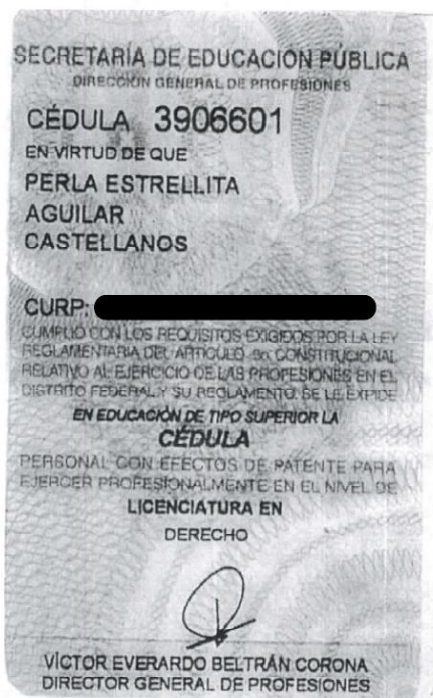 SECRETARÍA DE EDUCACIÓN PÚBLICA
DIRECCIÓN GENERAL DE PROFESIONES
CÉDULA 3906601
EN VIRTUD DE QUE
PERLA ESTRELLITA
AGUILAR
CASTELLANOS
CURP:
CUMPLIÓ CON LOS REQUISITOS EXIGIDOS POR LA LEY
REGLAMENTARIA DEL ARTÍCULO 5o. CONSTITUCIONAL
RELATIVO AL EJERCICIO DE LAS PROFESIONES EN EL
DISTRITO FEDERAL Y SU REGLAMENTO, SE LE EXPIDE
EN EDUCACIÓN DE TIPO SUPERIOR LA
CÉDULA
PERSONAL CON EFECTOS DE PATENTE PARA
EJERCER PROFESIONALMENTE EN EL NIVEL DE
LICENCIATURA EN
DERECHO
VÍCTOR EVERARDO BELTRÁN CORONA
DIRECTOR GENERAL DE PROFESIONES